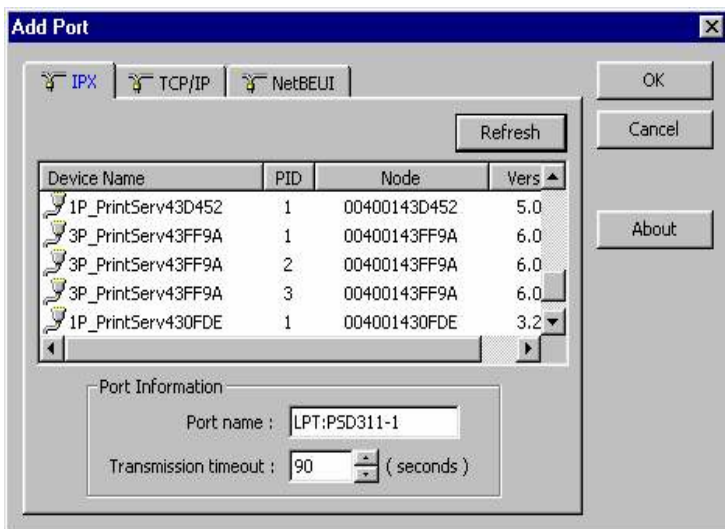 Add Port
IPX TCP/IP NetBEUI
OK
Refresh
Cancel
Device Name PID Node Vers
1P_PrintServ43D452 1 00400143D452 5.0
3P_PrintServ43FF9A 1 00400143FF9A 6.0
About
3P_PrintServ43FF9A 2 00400143FF9A 6.0
3P_PrintServ43FF9A 3 00400143FF9A 6.0
1P_PrintServ430FDE 1 004001430FDE 3.2
Port Information
Port name : LPT:PSD311-1
Transmission timeout : 90 ( seconds )